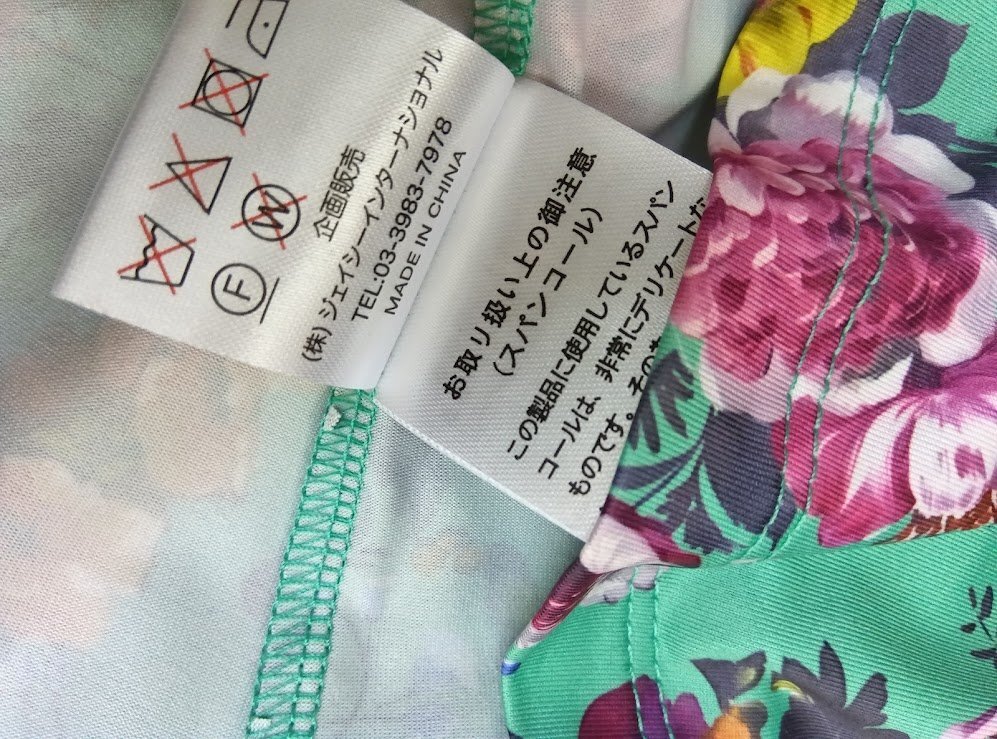 W
F
企画販売
(株) ジェイシーインターナショナル
TEL:03-3983-7978
MADE IN CHINA
お取り扱い上の御注意
(スパンコール)
この製品に使用しているスパン
コールは、非常にデリケートな
ものです。その